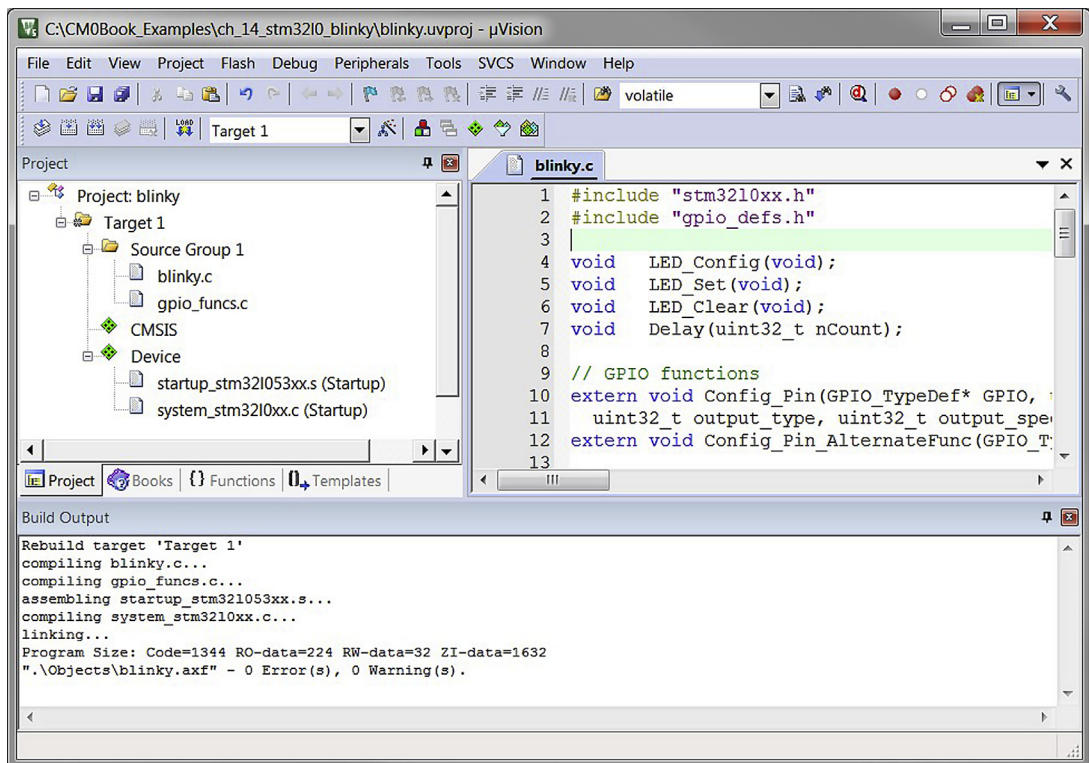 C:\CM0Book_Examples\ch_14_stm32l0_blinky\blinky.uvproj - µVision
File Edit View Project Flash Debug Peripherals Tools SVCS Window Help
volatile
LOAD
Target 1
Project
Project: blinky
Target 1
Source Group 1
blinky.c
gpio_funcs.c
CMSIS
Device
startup_stm32l053xx.s (Startup)
system_stm32l0xx.c (Startup)
Project Books {} Functions 0 Templates
blinky.c
1 #include "stm32l0xx.h"
2 #include "gpio_defs.h"
3
4 void LED_Config(void);
5 void LED_Set(void);
6 void LED_Clear(void);
7 void Delay(uint32_t nCount);
8
9 // GPIO functions
10 extern void Config_Pin(GPIO_TypeDef* GPIO,
11 uint32_t output_type, uint32_t output_spe
12 extern void Config_Pin_AlternateFunc(GPIO_T
13
Build Output
Rebuild target 'Target 1'
compiling blinky.c...
compiling gpio_funcs.c...
assembling startup_stm32l053xx.s...
compiling system_stm32l0xx.c...
linking...
Program Size: Code=1344 RO-data=224 RW-data=32 ZI-data=1632
".\Objects\blinky.axf" - 0 Error(s), 0 Warning(s).